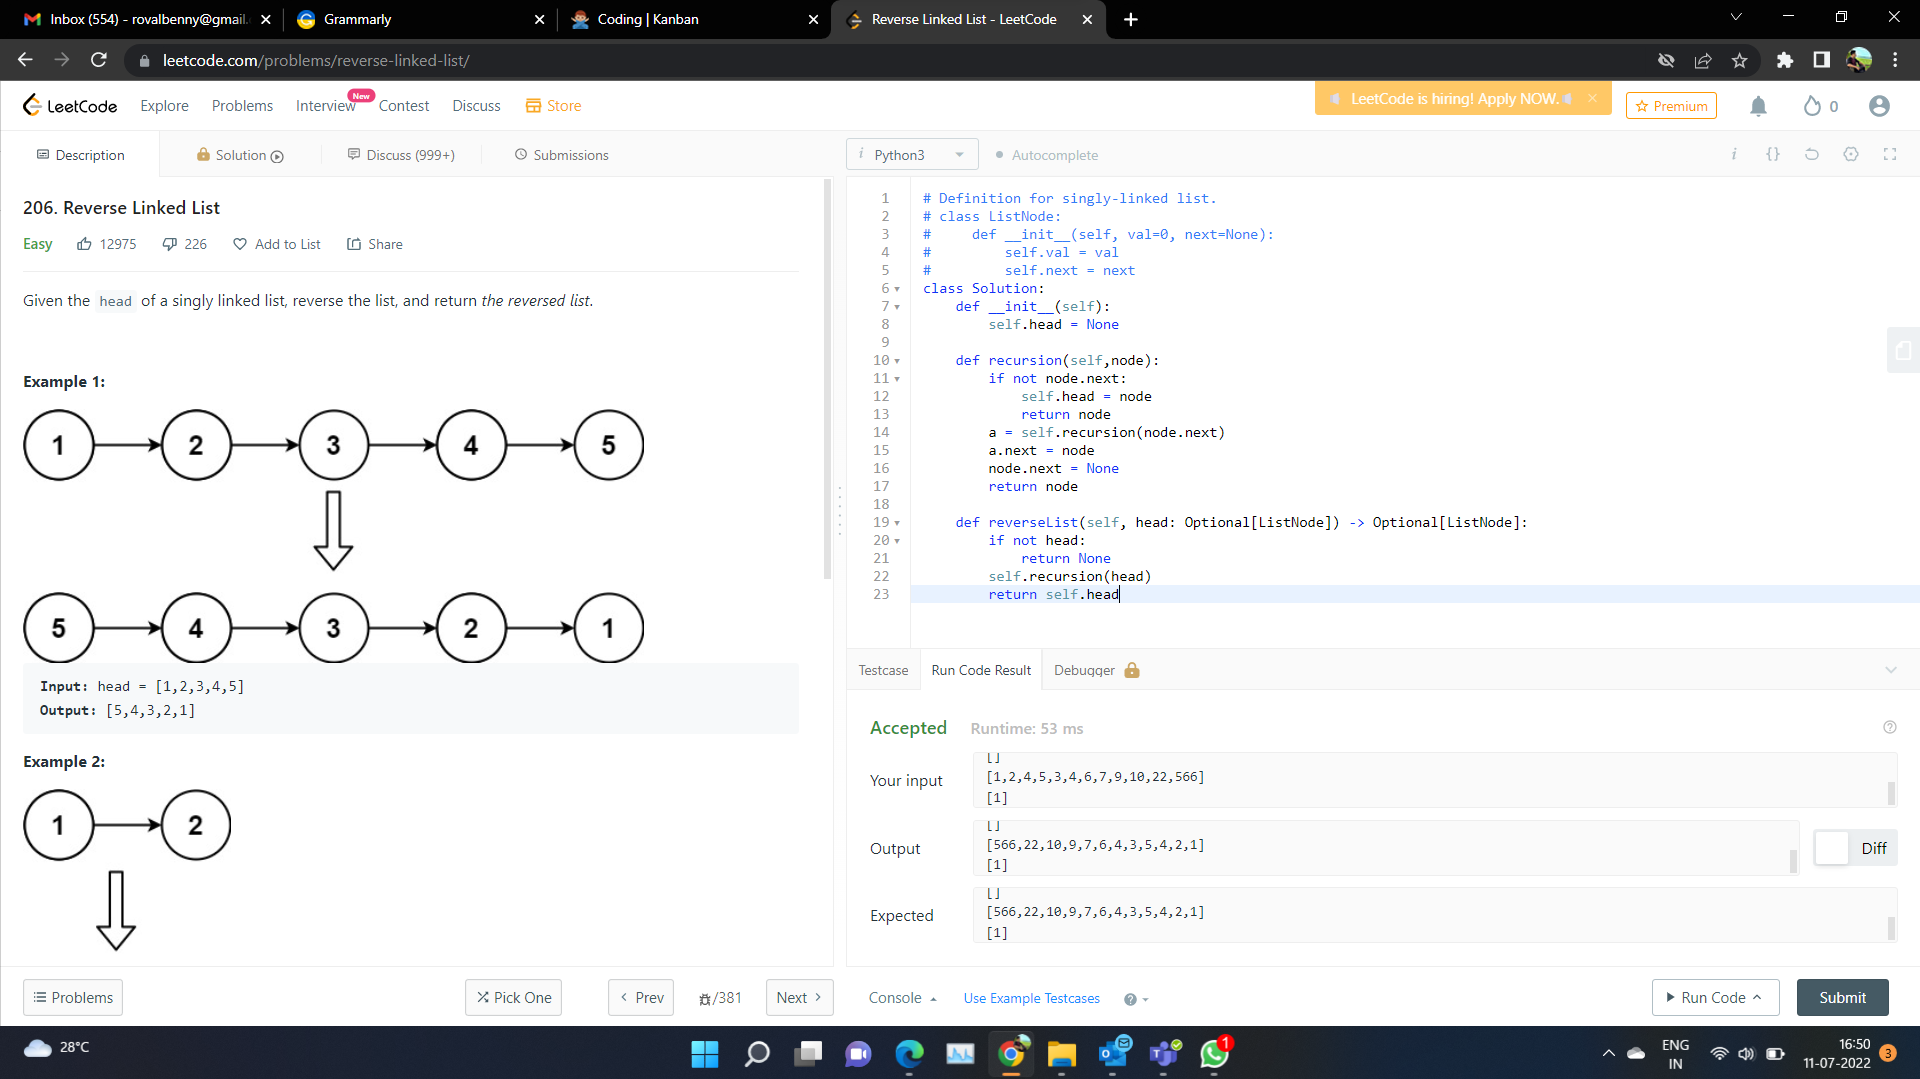 Inbox (554) - rovalbenny@gmail.
Grammarly
Coding | Kanban
Reverse Linked List - LeetCode
leetcode.com/problems/reverse-linked-list/
LeetCode
Explore
Problems
Interview
New
Contest
Discuss
Store
LeetCode is hiring! Apply NOW.
Premium
0
Description
Solution
Discuss (999+)
Submissions
i Python3
Autocomplete
i {}
206. Reverse Linked List
Easy 12975 226 Add to List Share
Given the head of a singly linked list, reverse the list, and return the reversed list.
Example 1:
1 2 3 4 5
5 4 3 2 1
Input: head = [1,2,3,4,5]
Output: [5,4,3,2,1]
Example 2:
1 2
Problems
Pick One
Prev
/381
Next
1 # Definition for singly-linked list.
2 # class ListNode:
3 #     def __init__(self, val=0, next=None):
4 #         self.val = val
5 #         self.next = next
6 class Solution:
7     def __init__(self):
8         self.head = None
9
10     def recursion(self,node):
11         if not node.next:
12             self.head = node
13             return node
14         a = self.recursion(node.next)
15         a.next = node
16         node.next = None
17         return node
18
19     def reverseList(self, head: Optional[ListNode]) -> Optional[ListNode]:
20         if not head:
21             return None
22         self.recursion(head)
23         return self.head
Testcase
Run Code Result
Debugger
Accepted Runtime: 53 ms
Your input
[]
[1,2,4,5,3,4,6,7,9,10,22,566]
[1]
Output
[]
[566,22,10,9,7,6,4,3,5,4,2,1]
[1]
Diff
Expected
[]
[566,22,10,9,7,6,4,3,5,4,2,1]
[1]
Console
Use Example Testcases
Run Code
Submit
28°C
1
ENG
IN
16:50
11-07-2022
3